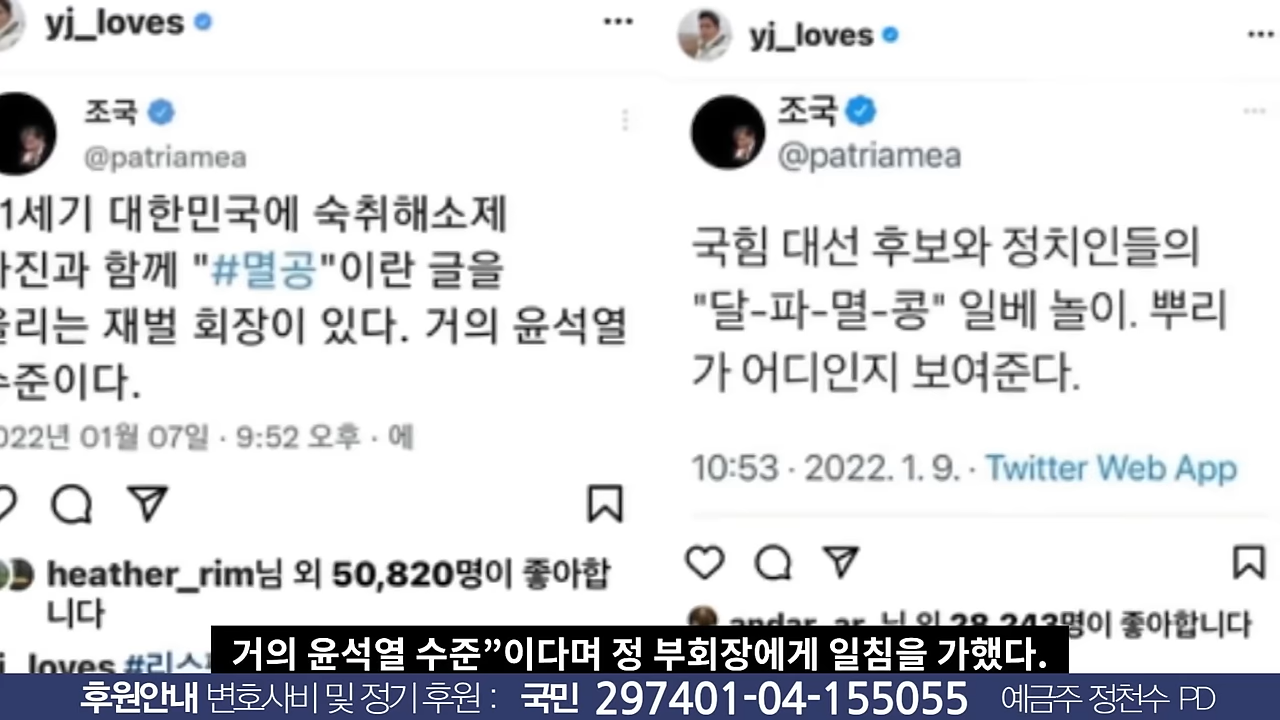 yj_loves
조국
@patriamea
1세기 대한민국에 숙취해소제
진과 함께 "#멸공"이란 글을
리는 재벌 회장이 있다. 거의 윤석열
준이다.
022년 01월 07일 · 9:52 오후 · 에
heather_rim님 외 50,820명이 좋아합
니다
yj_loves
조국
@patriamea
국힘 대선 후보와 정치인들의
"달-파-멸-콩" 일베 놀이. 뿌리
가 어디인지 보여준다.
10:53 · 2022. 1. 9. · Twitter Web App
andar_ar_님 외 28,243명이 좋아합니다
거의 윤석열 수준”이다며 정 부회장에게 일침을 가했다.
후원안내 변호사비 및 정기 후원 : 국민 297401-04-155055 예금주 정천수 PD